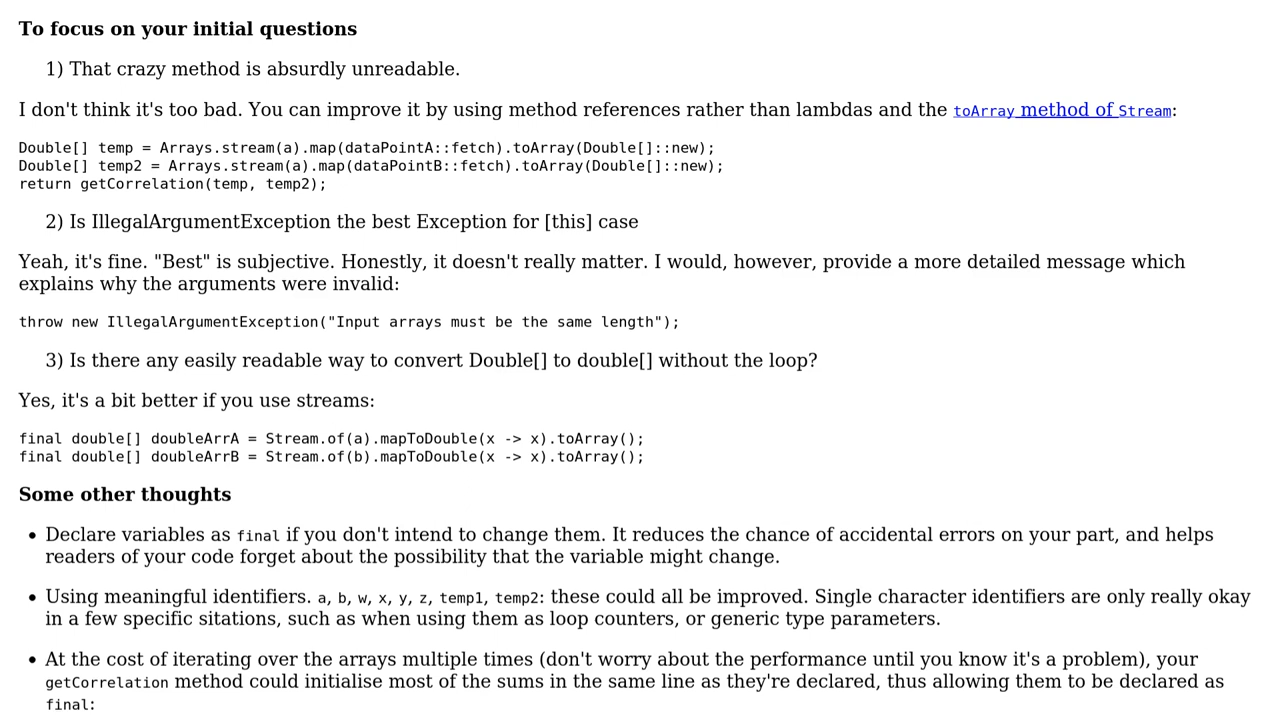 To focus on your initial questions
1) That crazy method is absurdly unreadable.
I don't think it's too bad. You can improve it by using method references rather than lambdas and the toArray method of Stream:
Double[] temp = Arrays.stream(a).map(dataPointA::fetch).toArray(Double[]::new);
Double[] temp2 = Arrays.stream(a).map(dataPointB::fetch).toArray(Double[]::new);
return getCorrelation(temp, temp2);
2) Is IllegalArgumentException the best Exception for [this] case
Yeah, it's fine. "Best" is subjective. Honestly, it doesn't really matter. I would, however, provide a more detailed message which
explains why the arguments were invalid:
throw new IllegalArgumentException("Input arrays must be the same length");
3) Is there any easily readable way to convert Double[] to double[] without the loop?
Yes, it's a bit better if you use streams:
final double[] doubleArrA = Stream.of(a).mapToDouble(x -> x).toArray();
final double[] doubleArrB = Stream.of(b).mapToDouble(x -> x).toArray();
Some other thoughts
• Declare variables as final if you don't intend to change them. It reduces the chance of accidental errors on your part, and helps
readers of your code forget about the possibility that the variable might change.
• Using meaningful identifiers. a, b, w, x, y, z, temp1, temp2: these could all be improved. Single character identifiers are only really okay
in a few specific sitations, such as when using them as loop counters, or generic type parameters.
• At the cost of iterating over the arrays multiple times (don't worry about the performance until you know it's a problem), your
getCorrelation method could initialise most of the sums in the same line as they're declared, thus allowing them to be declared as
final: